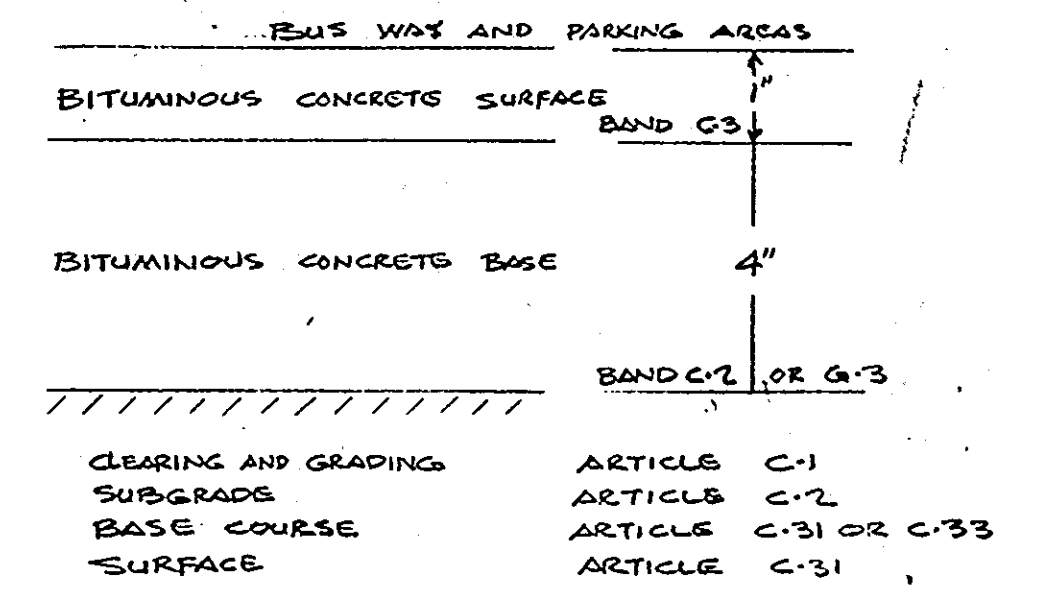 BUS WAY AND PARKING AREAS
BITUMINOUS CONCRETE SURFACE 1"
BAND C.3
BITUMINOUS CONCRETE BASE 4"
BAND C.2 OR G.3
CLEARING AND GRADING ARTICLE C.1
SUBGRADE ARTICLE C.2
BASE COURSE ARTICLE C.31 OR C.33
SURFACE ARTICLE C.31